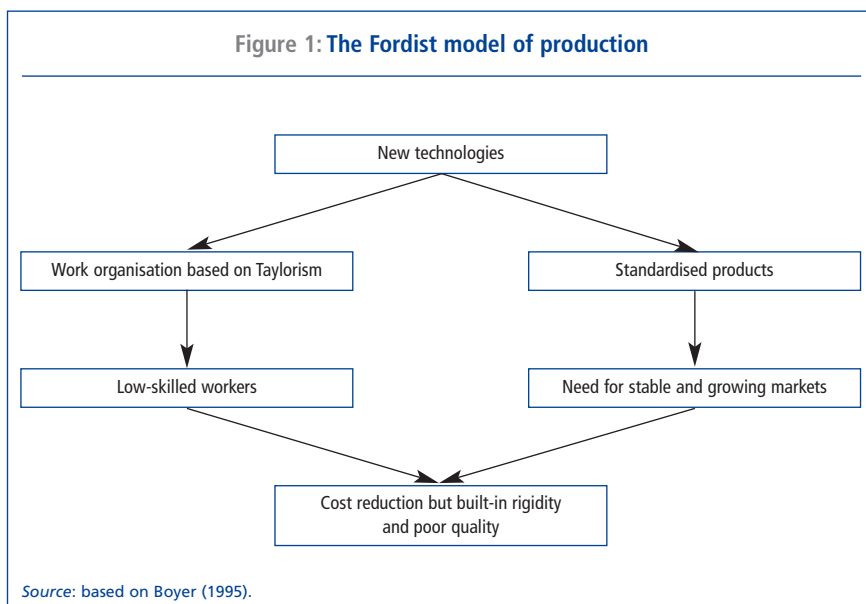 Figure 1: The Fordist model of production
New technologies
Work organisation based on Taylorism
Standardised products
Low-skilled workers
Need for stable and growing markets
Cost reduction but built-in rigidity
and poor quality
Source: based on Boyer (1995).